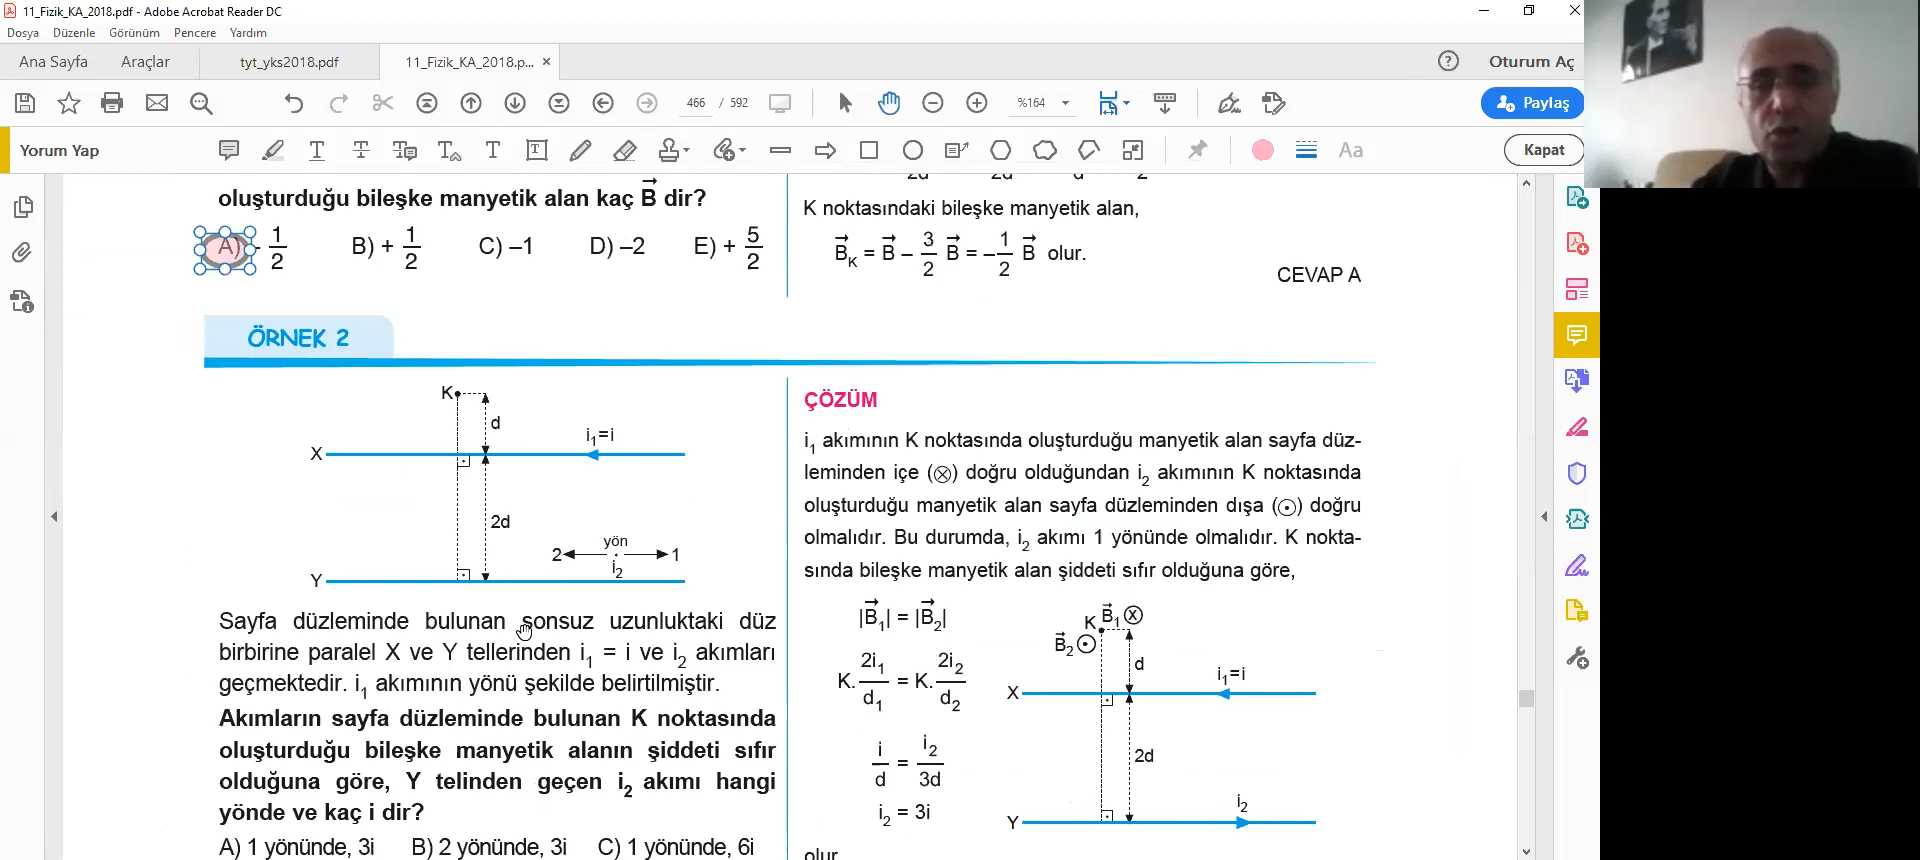 11_Fizik_KA_2018.pdf - Adobe Acrobat Reader DC
Dosya Düzenle Görünüm Pencere Yardım
Ana Sayfa Araçlar tyt_yks2018.pdf 11_Fizik_KA_2018.p... × Oturum Aç
466 / 592 %164 Paylaş
Yorum Yap Aa Kapat
oluşturduğu bileşke manyetik alan kaç B⃗ dir?
A) - 1/2 B) + 1/2 C) –1 D) –2 E) + 5/2
K noktasındaki bileşke manyetik alan,
B⃗K = B⃗ – 3/2 B⃗ = – 1/2 B⃗ olur.
CEVAP A
ÖRNEK 2
K
d
i1=i
X
2d
yön
2 1
i2
Y
Sayfa düzleminde bulunan sonsuz uzunluktaki düz
birbirine paralel X ve Y tellerinden i1 = i ve i2 akımları
geçmektedir. i1 akımının yönü şekilde belirtilmiştir.
Akımların sayfa düzleminde bulunan K noktasında
oluşturduğu bileşke manyetik alanın şiddeti sıfır
olduğuna göre, Y telinden geçen i2 akımı hangi
yönde ve kaç i dir?
A) 1 yönünde, 3i B) 2 yönünde, 3i C) 1 yönünde, 6i
ÇÖZÜM
i1 akımının K noktasında oluşturduğu manyetik alan sayfa düz-
leminden içe (⊗) doğru olduğundan i2 akımının K noktasında
oluşturduğu manyetik alan sayfa düzleminden dışa (⊙) doğru
olmalıdır. Bu durumda, i2 akımı 1 yönünde olmalıdır. K nokta-
sında bileşke manyetik alan şiddeti sıfır olduğuna göre,
|B⃗1| = |B⃗2|
K. 2i1/d1 = K. 2i2/d2
i/d = i2/3d
i2 = 3i
K B⃗1 ⊗
B⃗2 ⊙
d
i1=i
X
2d
i2
Y
olur